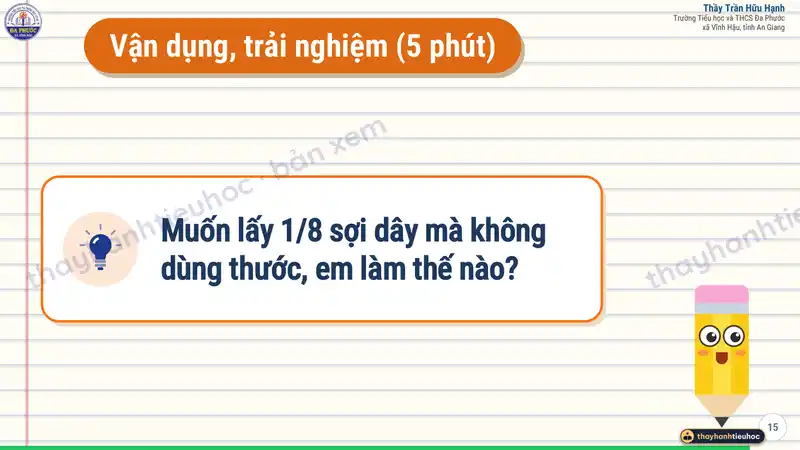 ĐA PHƯỚC
Thầy Trần Hữu Hạnh
Trường Tiểu học và THCS Đa Phước
xã Vĩnh Hậu, tỉnh An Giang
Vận dụng, trải nghiệm (5 phút)
thayhanhtieuhoc · bản xem
Muốn lấy 1/8 sợi dây mà không
dùng thước, em làm thế nào?
thayhanhtie
15
thayhanhtieuhoc